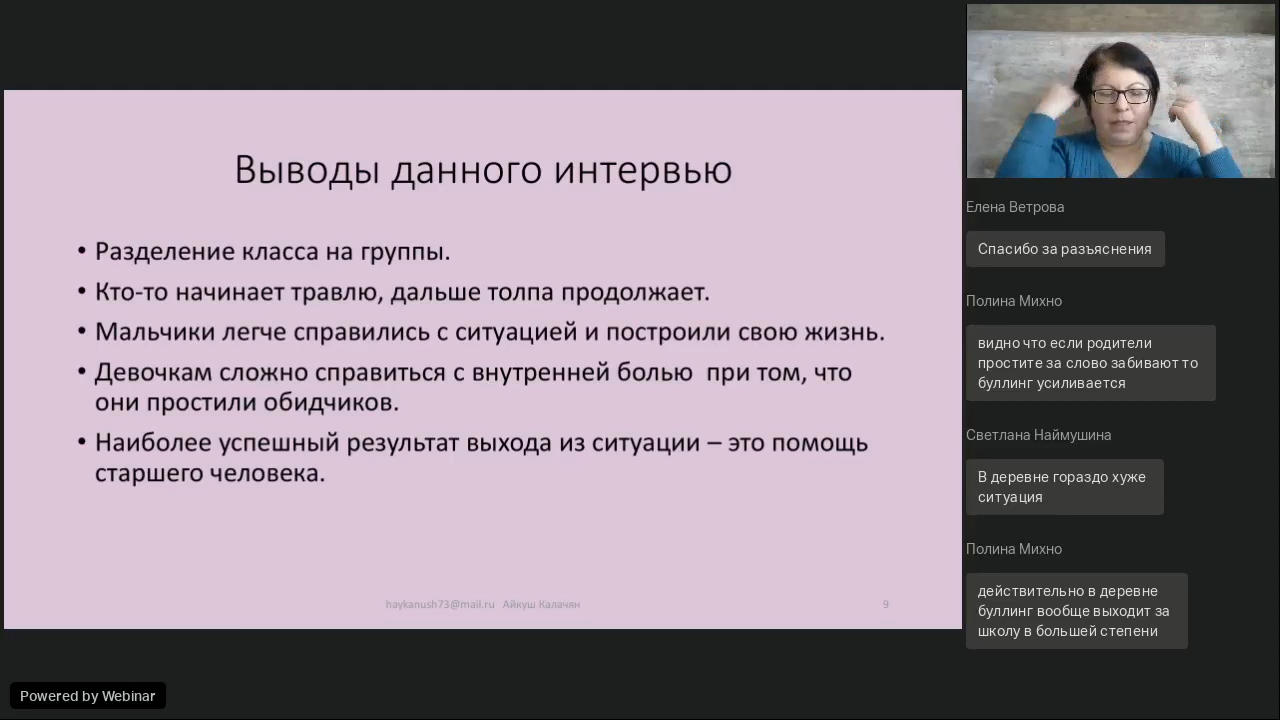 Выводы данного интервью
• Разделение класса на группы.
• Кто-то начинает травлю, дальше толпа продолжает.
• Мальчики легче справились с ситуацией и построили свою жизнь.
• Девочкам сложно справиться с внутренней болью при том, что
они простили обидчиков.
• Наиболее успешный результат выхода из ситуации – это помощь
старшего человека.
haykanush73@mail.ru Айкуш Калачян
9
Елена Ветрова
Спасибо за разъяснения
Полина Михно
видно что если родители
простите за слово забивают то
буллинг усиливается
Светлана Наймушина
В деревне гораздо хуже
ситуация
Полина Михно
действительно в деревне
буллинг вообще выходит за
школу в большей степени
Powered by Webinar